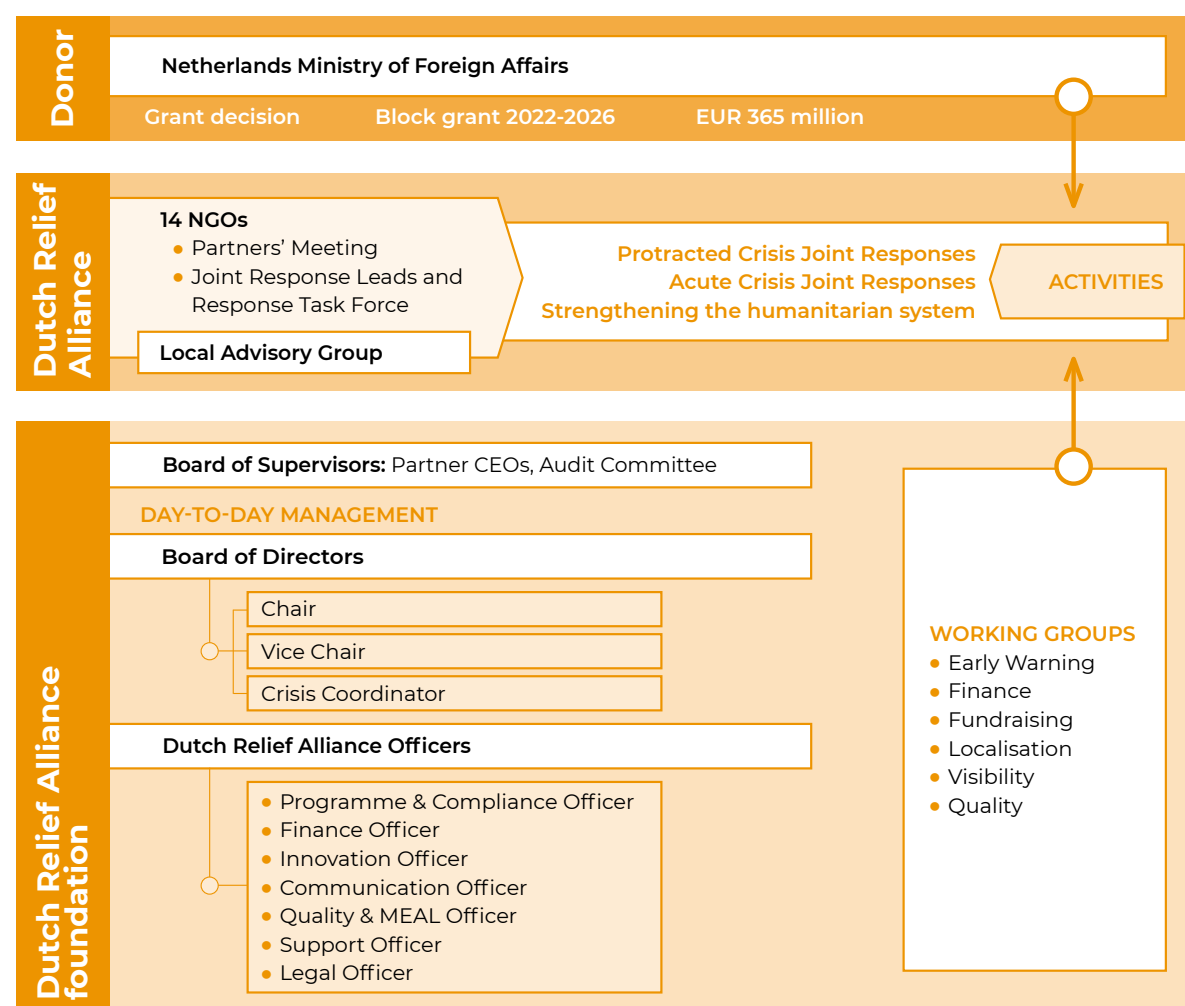 Donor
Netherlands Ministry of Foreign Affairs
Grant decision
Block grant 2022-2026
EUR 365 million
Dutch Relief
Alliance
14 NGOs
• Partners’ Meeting
• Joint Response Leads and
Response Task Force
Local Advisory Group
Protracted Crisis Joint Responses
Acute Crisis Joint Responses
Strengthening the humanitarian system
ACTIVITIES
Dutch Relief Alliance
foundation
Board of Supervisors: Partner CEOs, Audit Committee
DAY-TO-DAY MANAGEMENT
Board of Directors
Chair
Vice Chair
Crisis Coordinator
Dutch Relief Alliance Officers
• Programme & Compliance Officer
• Finance Officer
• Innovation Officer
• Communication Officer
• Quality & MEAL Officer
• Support Officer
• Legal Officer
WORKING GROUPS
• Early Warning
• Finance
• Fundraising
• Localisation
• Visibility
• Quality